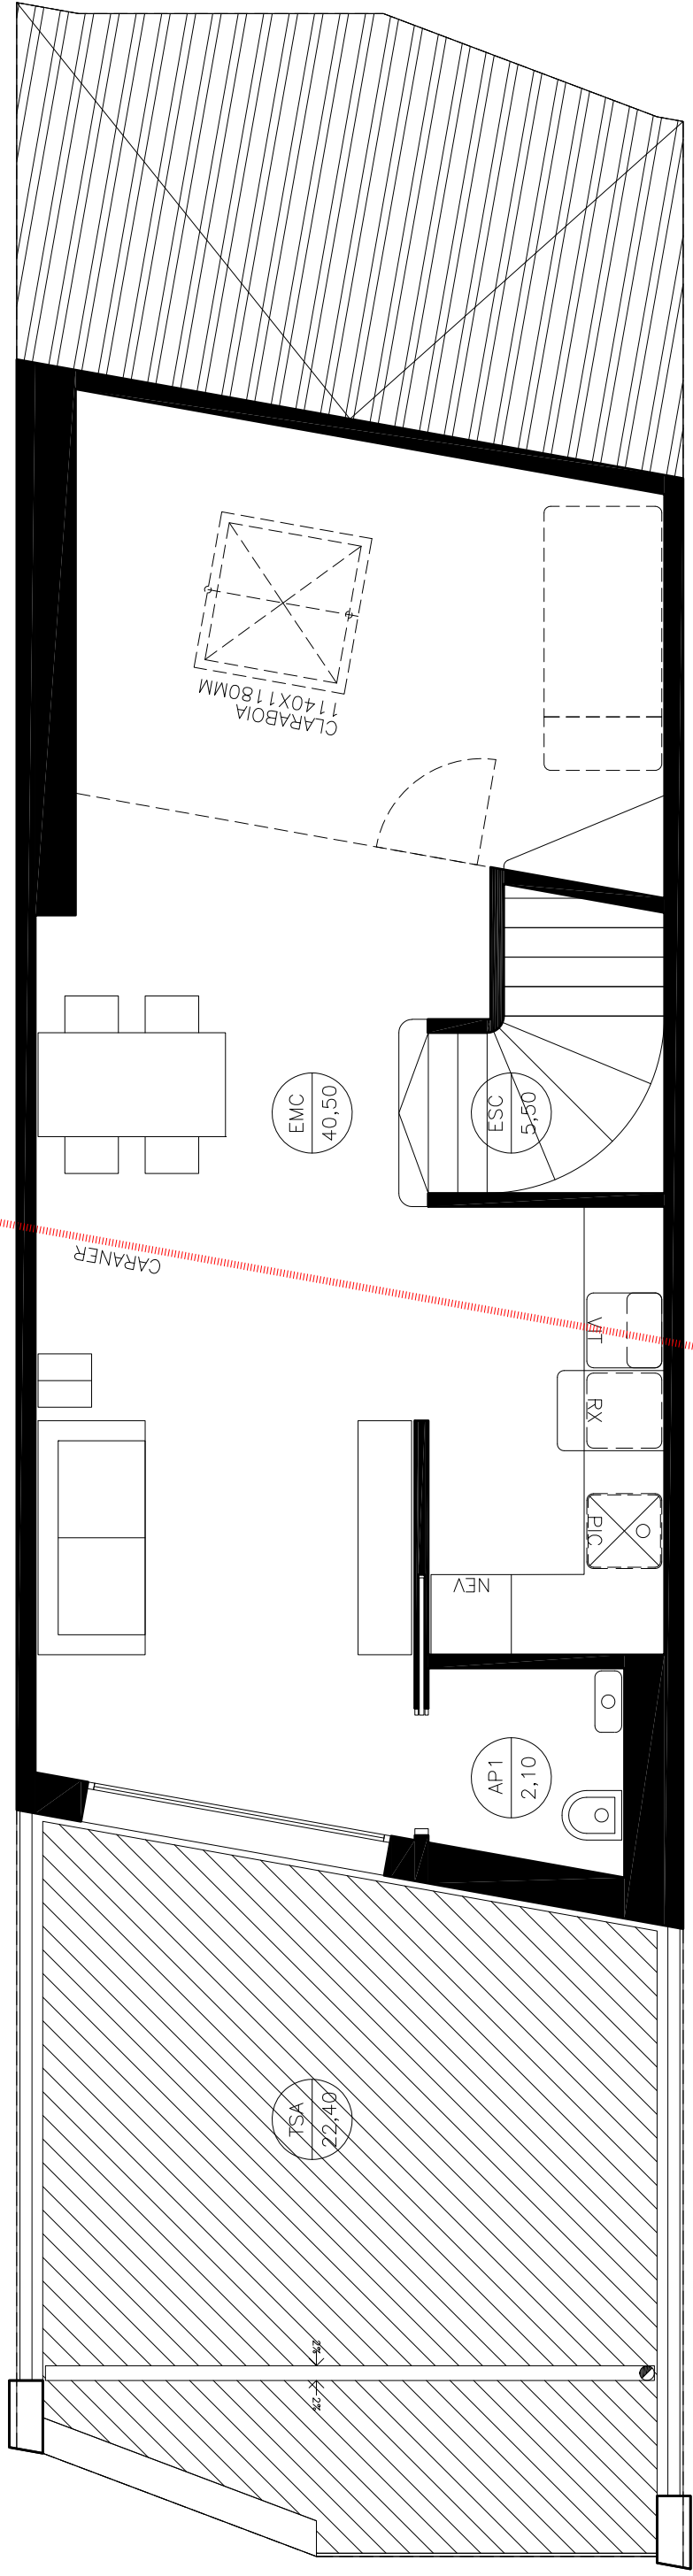 CLARABOIA
1140X1180MM
EMC
40,50
ESC
5,50
CARANER
VIT
RX
PIC
NEV
AP1
2,10
TSA
22,40
2%
2%